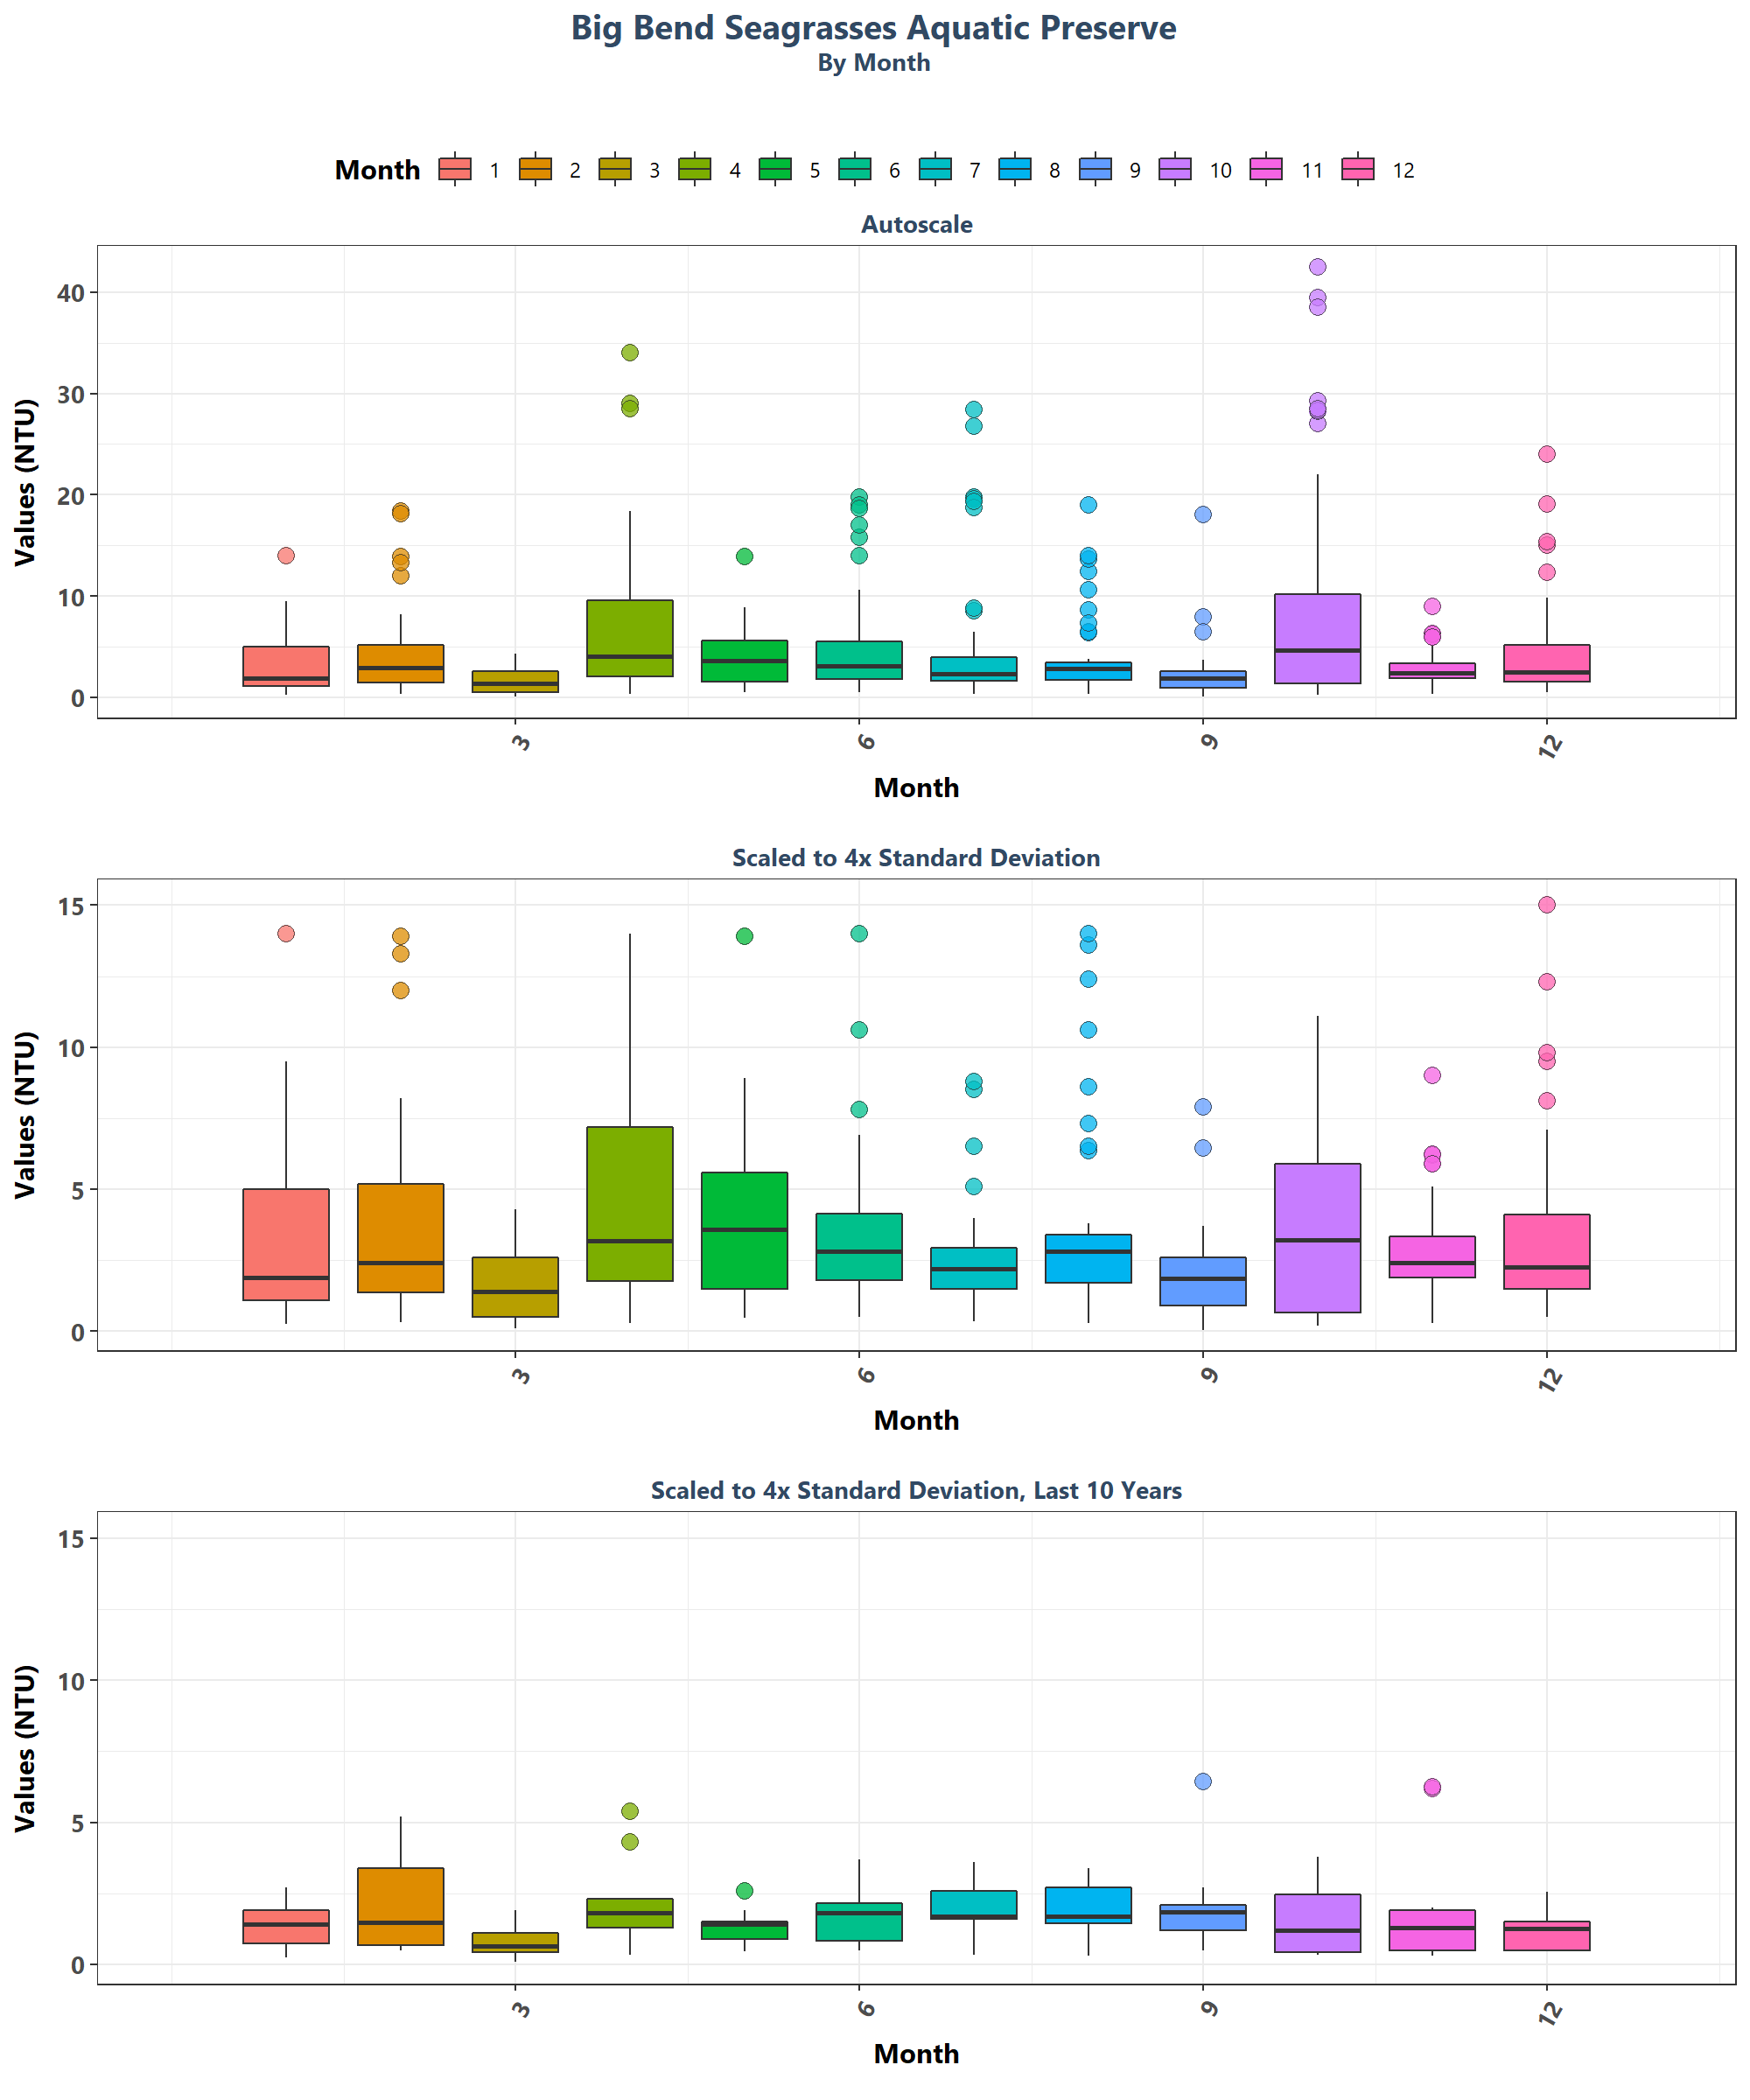 Big Bend Seagrasses Aquatic Preserve
By Month
Month 1 2 3 4 5 6 7 8 9 10 11 12
Autoscale
Values (NTU)
40
30
20
10
0
3 6 9 12
Month
Scaled to 4x Standard Deviation
Values (NTU)
15
10
5
0
3 6 9 12
Month
Scaled to 4x Standard Deviation, Last 10 Years
Values (NTU)
15
10
5
0
3 6 9 12
Month